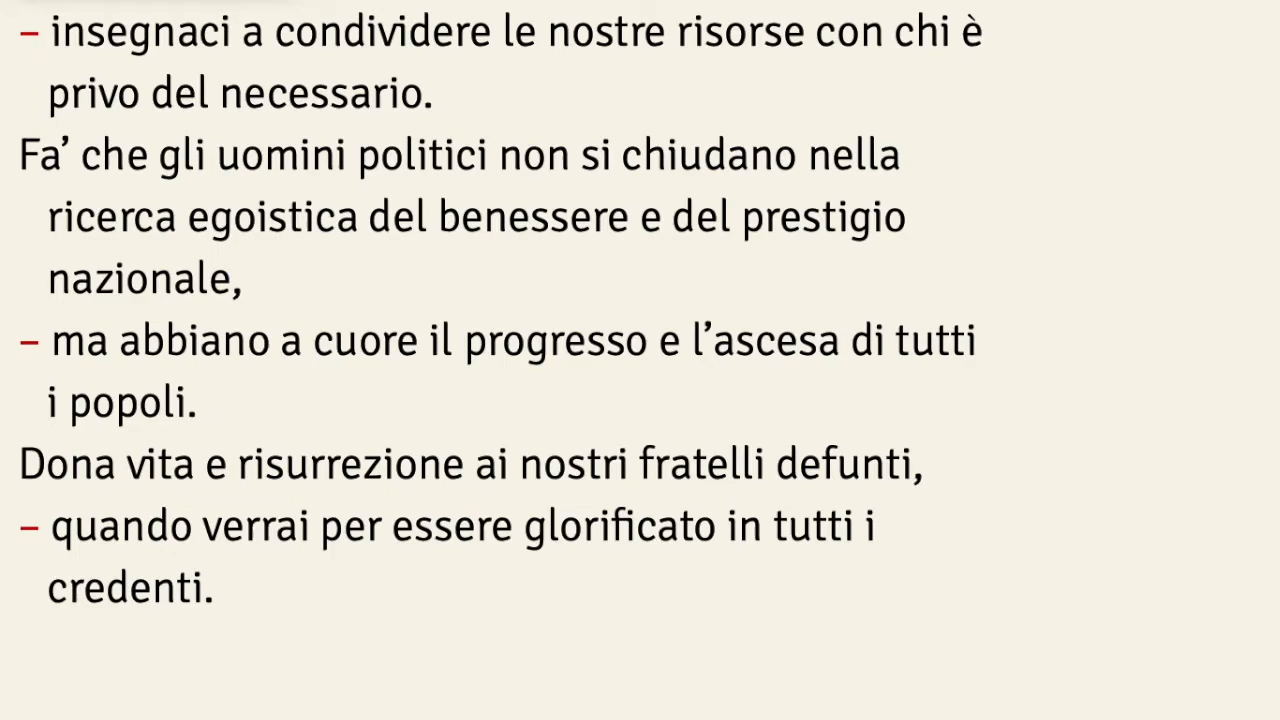 – insegnaci a condividere le nostre risorse con chi è
privo del necessario.
Fa’ che gli uomini politici non si chiudano nella
ricerca egoistica del benessere e del prestigio
nazionale,
– ma abbiano a cuore il progresso e l’ascesa di tutti
i popoli.
Dona vita e risurrezione ai nostri fratelli defunti,
– quando verrai per essere glorificato in tutti i
credenti.